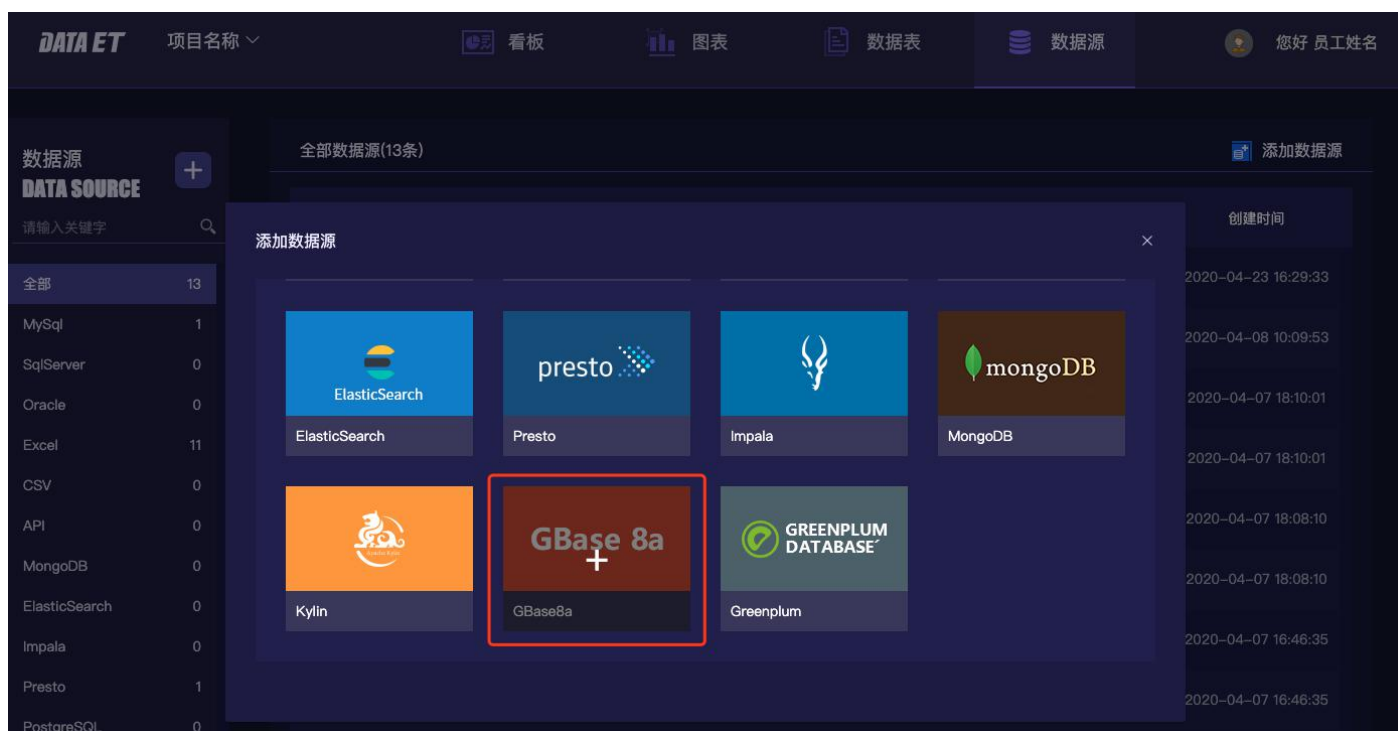 DATA ET
项目名称
看板
图表
数据表
数据源
您好 员工姓名
数据源
DATA SOURCE
请输入关键字
全部 13
MySql 1
SqlServer 0
Oracle 0
Excel 11
CSV 0
API 0
MongoDB 0
ElasticSearch 0
Impala 0
Presto 1
PostgreSQL 0
全部数据源(13条)
添加数据源
创建时间
2020-04-23 16:29:33
2020-04-08 10:09:53
2020-04-07 18:10:01
2020-04-07 18:10:01
2020-04-07 18:08:10
2020-04-07 18:08:10
2020-04-07 16:46:35
2020-04-07 16:46:35
添加数据源
ElasticSearch
presto
mongoDB
ElasticSearch
Presto
Impala
MongoDB
GBase 8a
GREENPLUM
DATABASE
Kylin
GBase8a
Greenplum